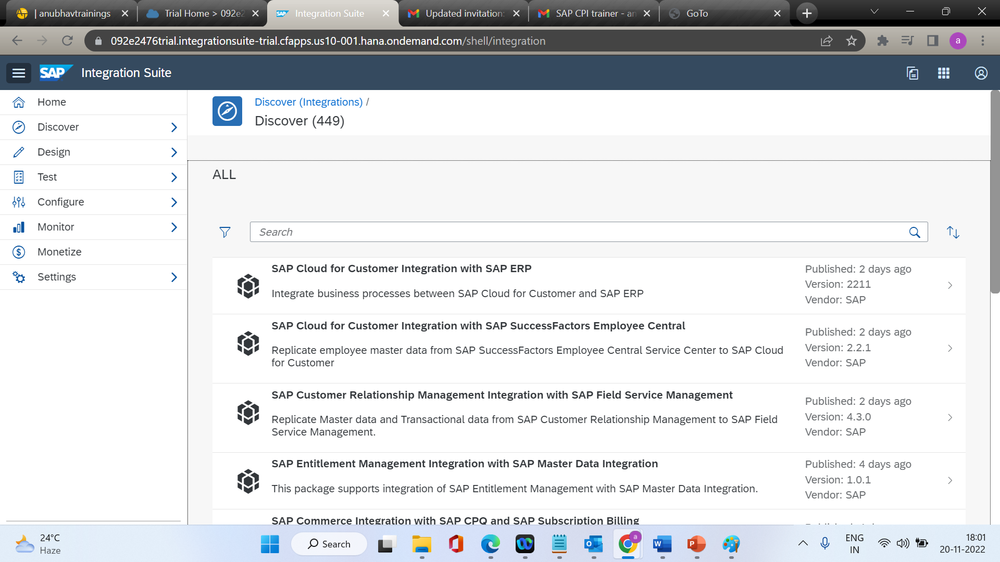 | anubhavtrainings
Trial Home > 092e2
Integration Suite
Updated invitation:
SAP CPI trainer - an
GoTo
092e2476trial.integrationsuite-trial.cfapps.us10-001.hana.ondemand.com/shell/integration
a
SAP Integration Suite
Home
Discover
Design
Test
Configure
Monitor
Monetize
Settings
Discover (Integrations) /
Discover (449)
ALL
Search
SAP Cloud for Customer Integration with SAP ERP
Integrate business processes between SAP Cloud for Customer and SAP ERP
Published: 2 days ago
Version: 2211
Vendor: SAP
SAP Cloud for Customer Integration with SAP SuccessFactors Employee Central
Replicate employee master data from SAP SuccessFactors Employee Central Service Center to SAP Cloud
for Customer
Published: 2 days ago
Version: 2.2.1
Vendor: SAP
SAP Customer Relationship Management Integration with SAP Field Service Management
Replicate Master data and Transactional data from SAP Customer Relationship Management to SAP Field
Service Management.
Published: 2 days ago
Version: 4.3.0
Vendor: SAP
SAP Entitlement Management Integration with SAP Master Data Integration
This package supports integration of SAP Entitlement Management with SAP Master Data Integration.
Published: 4 days ago
Version: 1.0.1
Vendor: SAP
SAP Commerce Integration with SAP CPQ and SAP Subscription Billing
24°C
Haze
Search
ENG
IN
18:01
20-11-2022